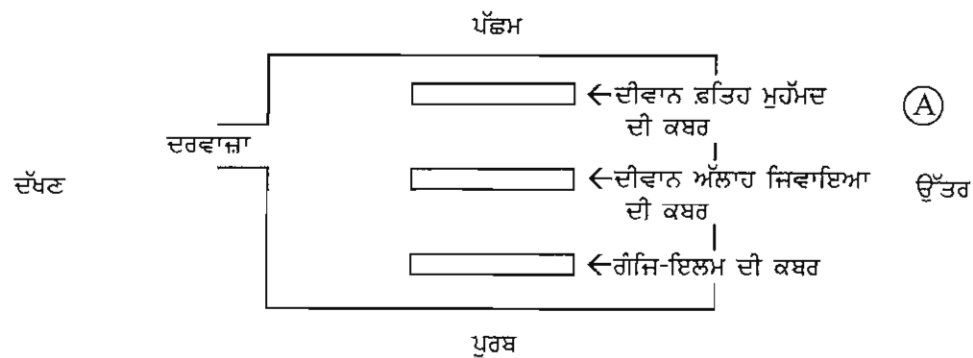 ਪੱਛਮ
←ਦੀਵਾਨ ਫ਼ਤਿਹ ਮੁਹੰਮਦ
ਦੀ ਕਬਰ
Ⓐ
ਦਰਵਾਜ਼ਾ
ਦੱਖਣ
←ਦੀਵਾਨ ਅੱਲਾਹ ਜਿਵਾਇਆ
ਦੀ ਕਬਰ
ਉੱਤਰ
←ਗੰਜਿ-ਇਲਮ ਦੀ ਕਬਰ
ਪੂਰਬ